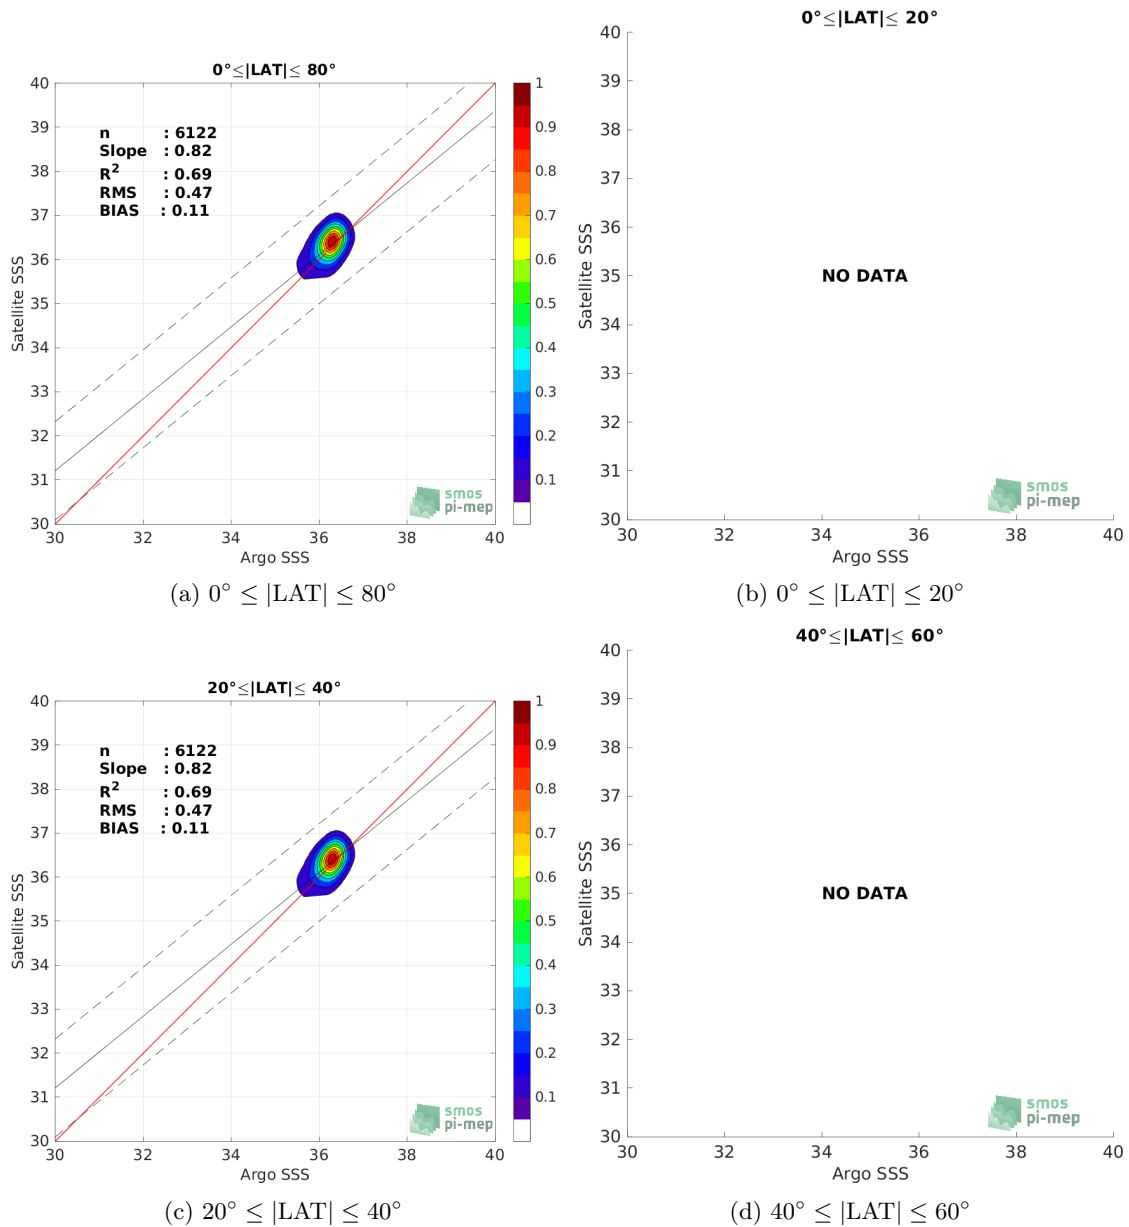 0°≤|LAT|≤ 80°
40
39
38
37
36
35
34
33
32
31
30
Satellite SSS
n : 6122
Slope : 0.82
R² : 0.69
RMS : 0.47
BIAS : 0.11
smos
pi-mep
30 32 34 36 38 40
Argo SSS
1
0.9
0.8
0.7
0.6
0.5
0.4
0.3
0.2
0.1
(a) 0° ≤ |LAT| ≤ 80°
0°≤|LAT|≤ 20°
40
39
38
37
36
35
34
33
32
31
30
Satellite SSS
NO DATA
smos
pi-mep
30 32 34 36 38 40
Argo SSS
(b) 0° ≤ |LAT| ≤ 20°
20°≤|LAT|≤ 40°
40
39
38
37
36
35
34
33
32
31
30
Satellite SSS
n : 6122
Slope : 0.82
R² : 0.69
RMS : 0.47
BIAS : 0.11
smos
pi-mep
30 32 34 36 38 40
Argo SSS
1
0.9
0.8
0.7
0.6
0.5
0.4
0.3
0.2
0.1
(c) 20° ≤ |LAT| ≤ 40°
40°≤|LAT|≤ 60°
40
39
38
37
36
35
34
33
32
31
30
Satellite SSS
NO DATA
smos
pi-mep
30 32 34 36 38 40
Argo SSS
(d) 40° ≤ |LAT| ≤ 60°